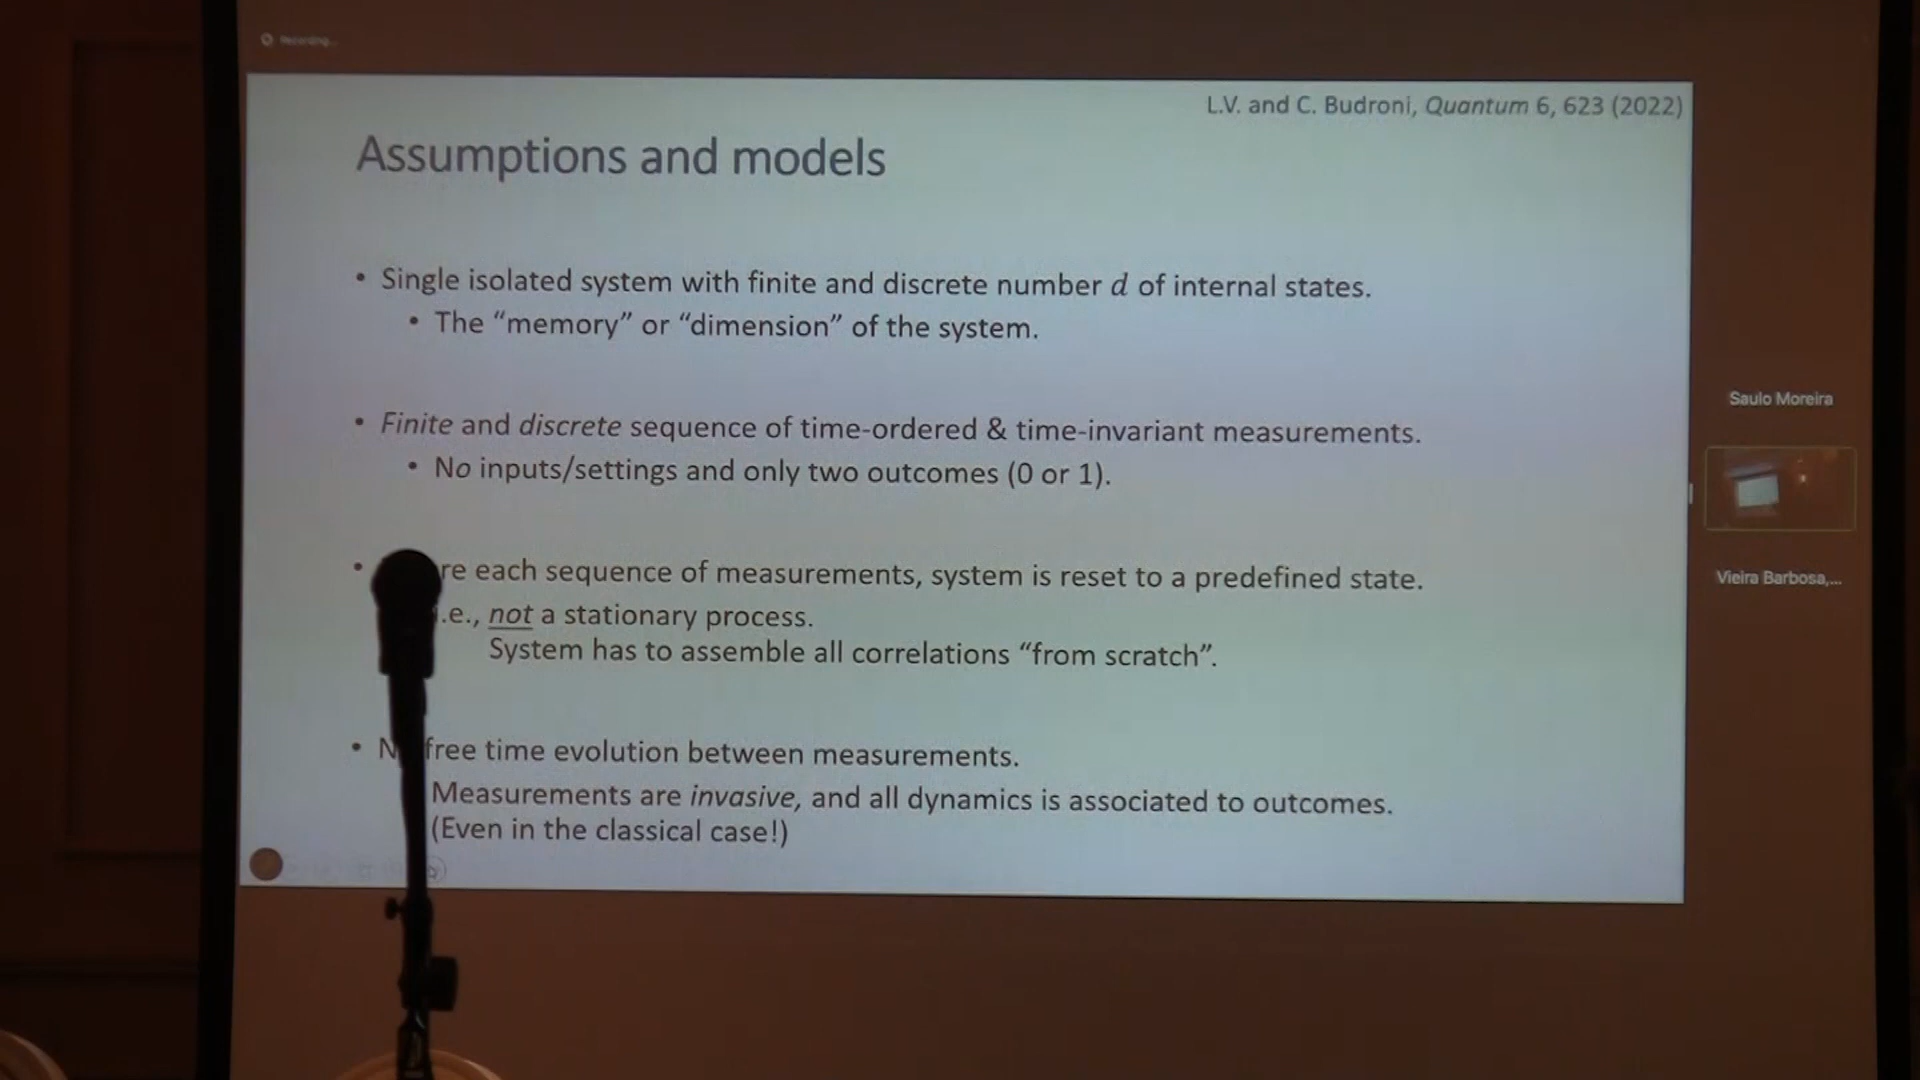 Recording...
L.V. and C. Budroni, Quantum 6, 623 (2022)
Assumptions and models
• Single isolated system with finite and discrete number d of internal states.
• The “memory” or “dimension” of the system.
• Finite and discrete sequence of time-ordered & time-invariant measurements.
• No inputs/settings and only two outcomes (0 or 1).
• re each sequence of measurements, system is reset to a predefined state.
.e., not a stationary process.
System has to assemble all correlations “from scratch”.
• N free time evolution between measurements.
Measurements are invasive, and all dynamics is associated to outcomes.
(Even in the classical case!)
Saulo Moreira
Vieira Barbosa,...